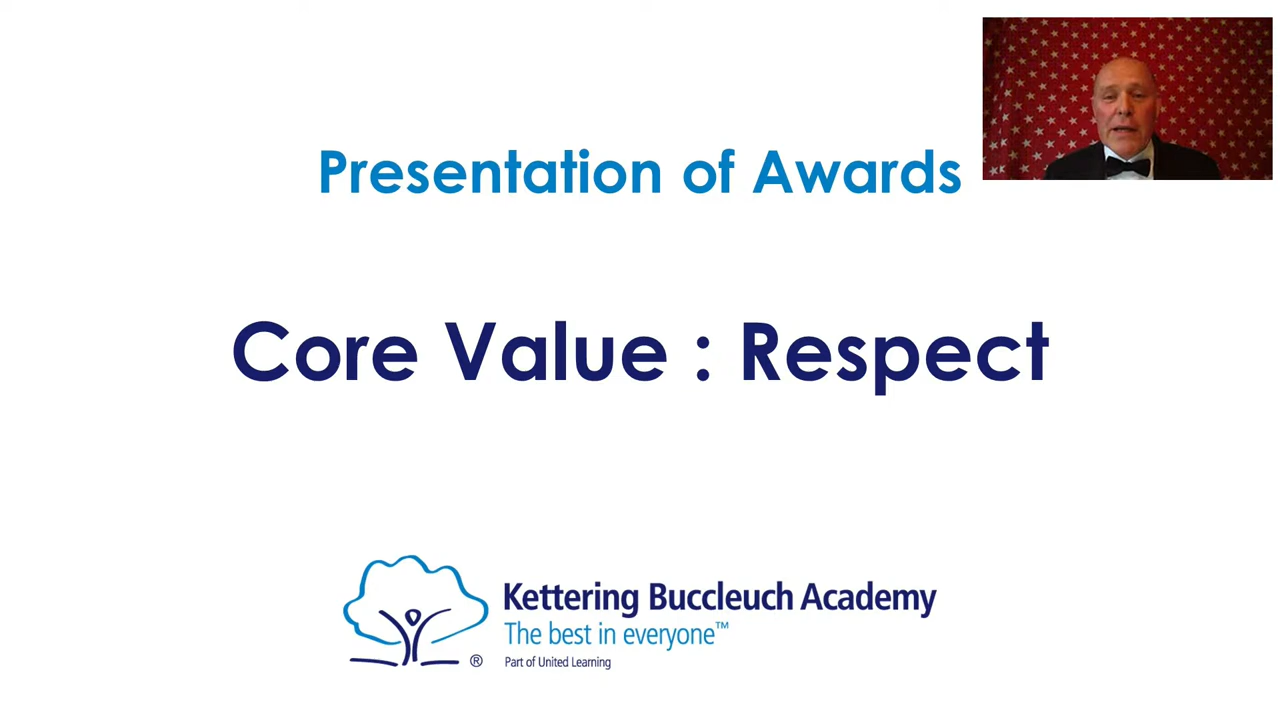 Presentation of Awards
Core Value : Respect
Kettering Buccleuch Academy
The best in everyone™
®
Part of United Learning